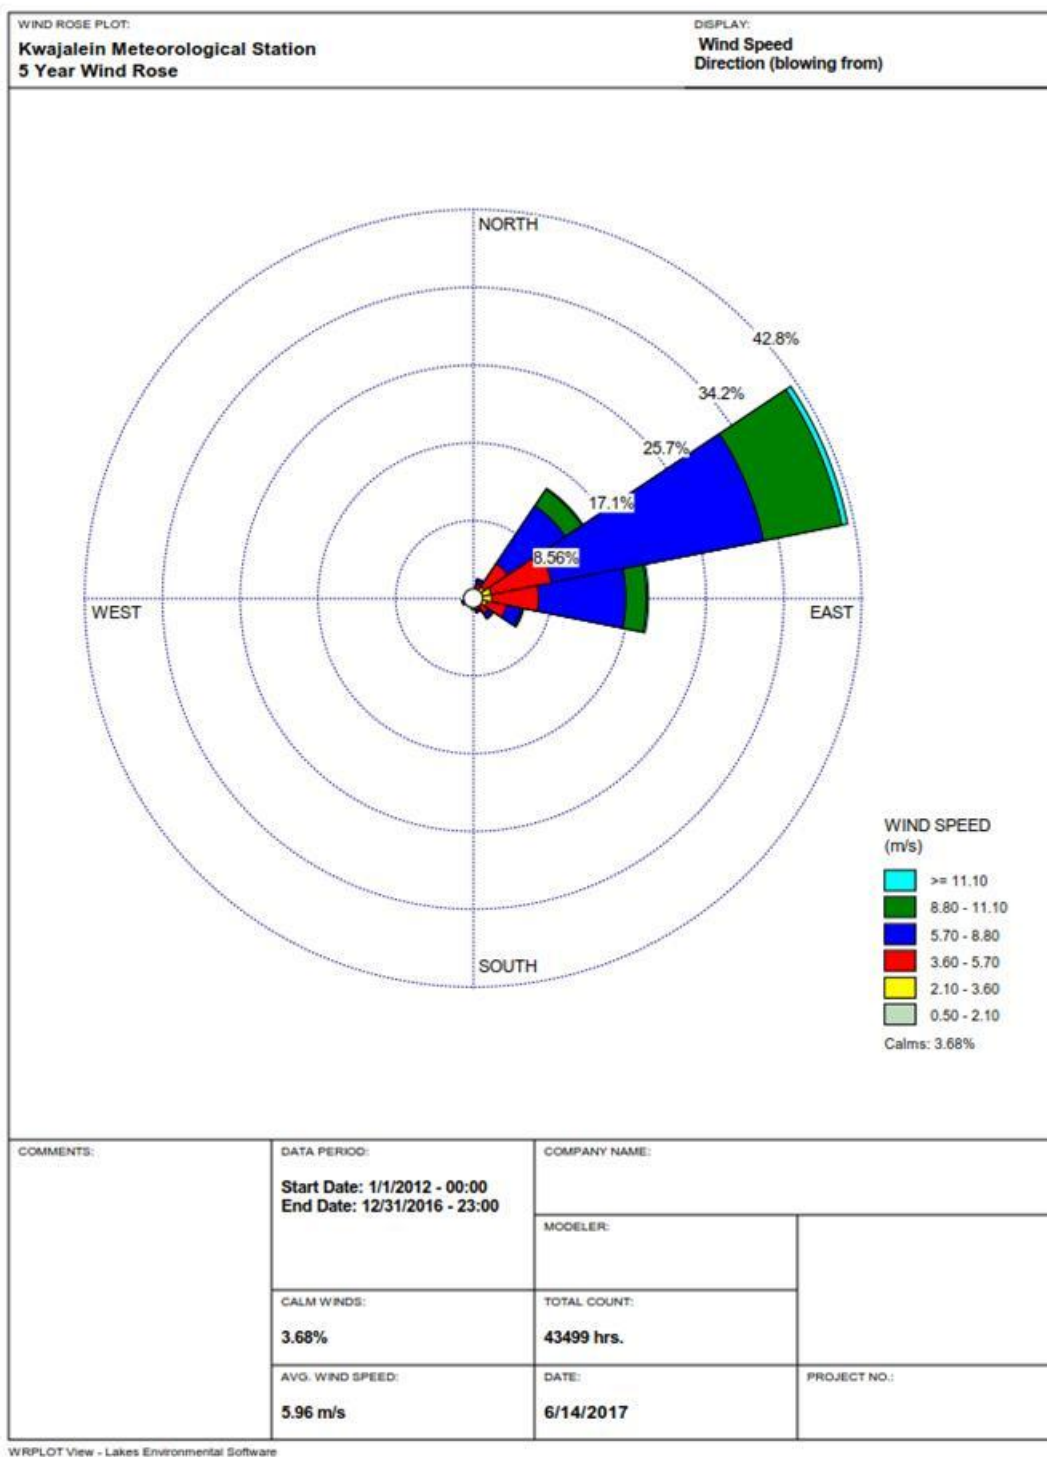 WIND ROSE PLOT:
Kwajalein Meteorological Station
5 Year Wind Rose
DISPLAY:
Wind Speed
Direction (blowing from)
NORTH
42.8%
34.2%
25.7%
17.1%
8.56%
WEST
EAST
SOUTH
WIND SPEED
(m/s)
>= 11.10
8.80 - 11.10
5.70 - 8.80
3.60 - 5.70
2.10 - 3.60
0.50 - 2.10
Calms: 3.68%
COMMENTS:
DATA PERIOD:
Start Date: 1/1/2012 - 00:00
End Date: 12/31/2016 - 23:00
COMPANY NAME:
MODELER:
CALM WINDS:
3.68%
TOTAL COUNT:
43499 hrs.
AVG. WIND SPEED:
5.96 m/s
DATE:
6/14/2017
PROJECT NO.:
WRPLOT View - Lakes Environmental Software